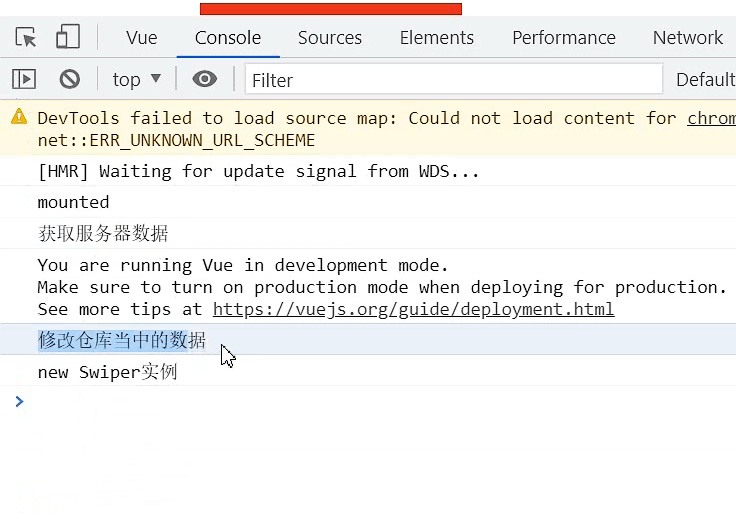 Vue Console Sources Elements Performance Network
top Filter Default
DevTools failed to load source map: Could not load content for chrom
net::ERR_UNKNOWN_URL_SCHEME
[HMR] Waiting for update signal from WDS...
mounted
获取服务器数据
You are running Vue in development mode.
Make sure to turn on production mode when deploying for production.
See more tips at https://vuejs.org/guide/deployment.html
修改仓库当中的数据
new Swiper实例